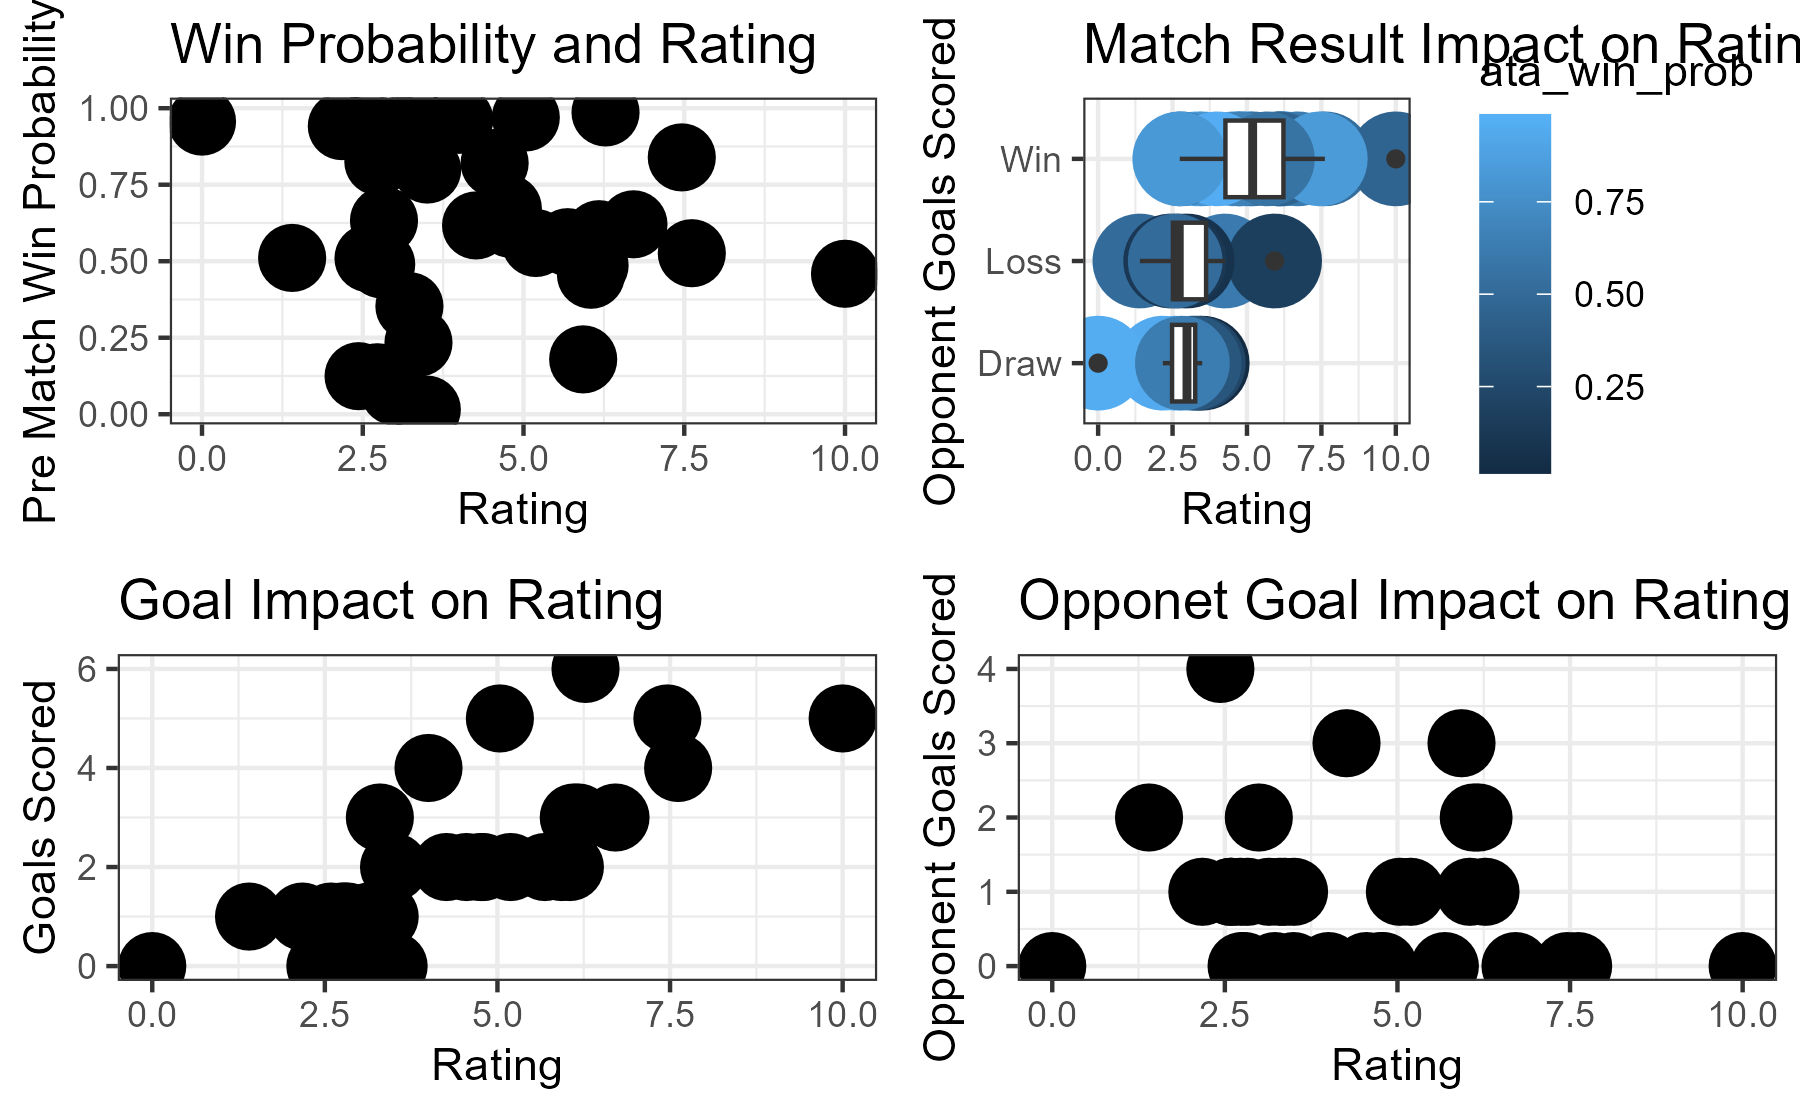 Win Probability and Rating
Pre Match Win Probability
1.00
0.75
0.50
0.25
0.00
0.0 2.5 5.0 7.5 10.0
Rating
Match Result Impact on Ratin
Opponent Goals Scored
Win
Loss
Draw
0.0 2.5 5.0 7.5 10.0
Rating
ata_win_prob
0.75
0.50
0.25
Goal Impact on Rating
Goals Scored
6
4
2
0
0.0 2.5 5.0 7.5 10.0
Rating
Opponet Goal Impact on Rating
Opponent Goals Scored
4
3
2
1
0
0.0 2.5 5.0 7.5 10.0
Rating